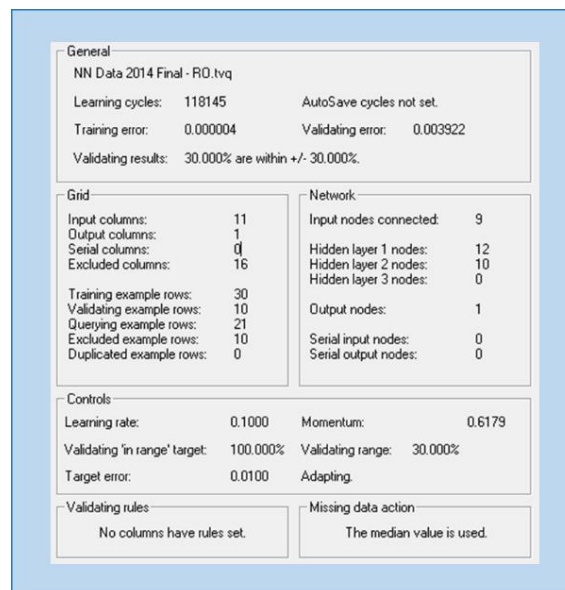 General
NN Data 2014 Final - RO.tvq
Learning cycles: 118145 AutoSave cycles not set.
Training error: 0.000004 Validating error: 0.003922
Validating results: 30.000% are within +/- 30.000%.
Grid
Input columns: 11
Output columns: 1
Serial columns: 0
Excluded columns: 16
Training example rows: 30
Validating example rows: 10
Querying example rows: 21
Excluded example rows: 10
Duplicated example rows: 0
Network
Input nodes connected: 9
Hidden layer 1 nodes: 12
Hidden layer 2 nodes: 10
Hidden layer 3 nodes: 0
Output nodes: 1
Serial input nodes: 0
Serial output nodes: 0
Controls
Learning rate: 0.1000 Momentum: 0.6179
Validating 'in range' target: 100.000% Validating range: 30.000%
Target error: 0.0100 Adapting.
Validating rules
No columns have rules set.
Missing data action
The median value is used.